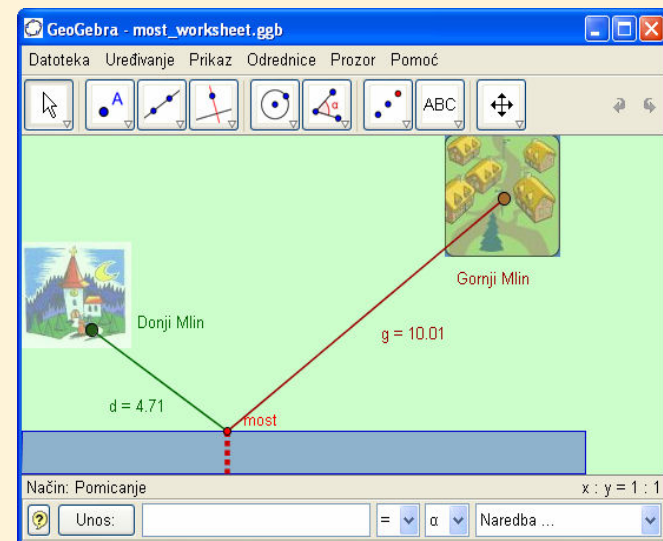 GeoGebra - most_worksheet.ggb
Datoteka Uređivanje Prikaz Odrednice Prozor Pomoć
A α ABC
Gornji Mlin
Donji Mlin
g = 10.01
d = 4.71
most
Način: Pomicanje x : y = 1 : 1
Unos: = α Naredba ...